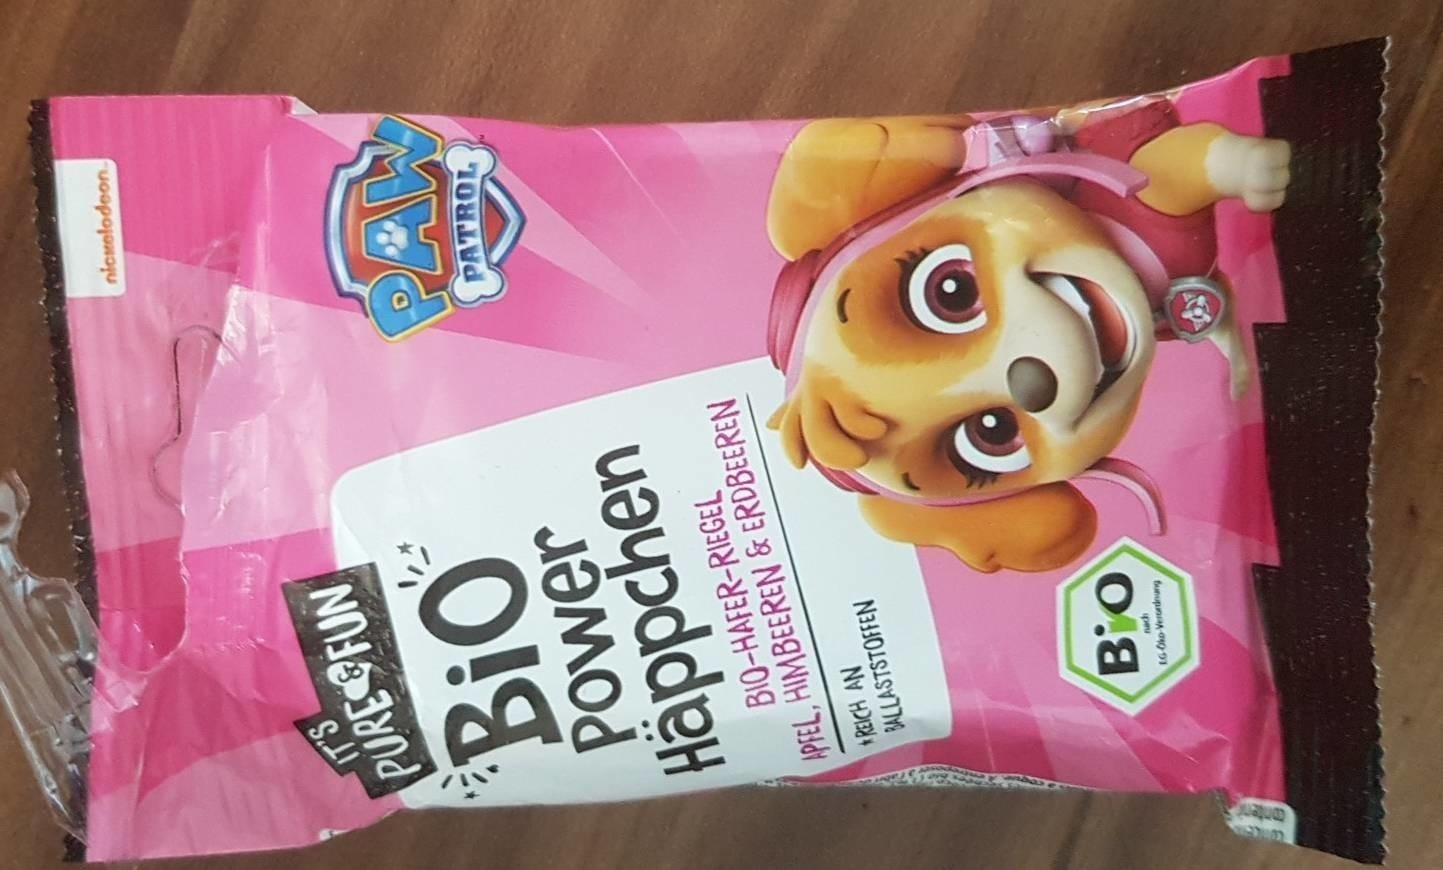 nickelodeon
PAW
PATROL
IT'S
PURE & FUN
BiO
Power
Häppchen
BIO-HAFER-RIEGEL
APFEL, HIMBEEREN & ERDBEEREN
*REICH AN
BALLASTSTOFFEN
BiO
nach
EG-Öko-Verordnung